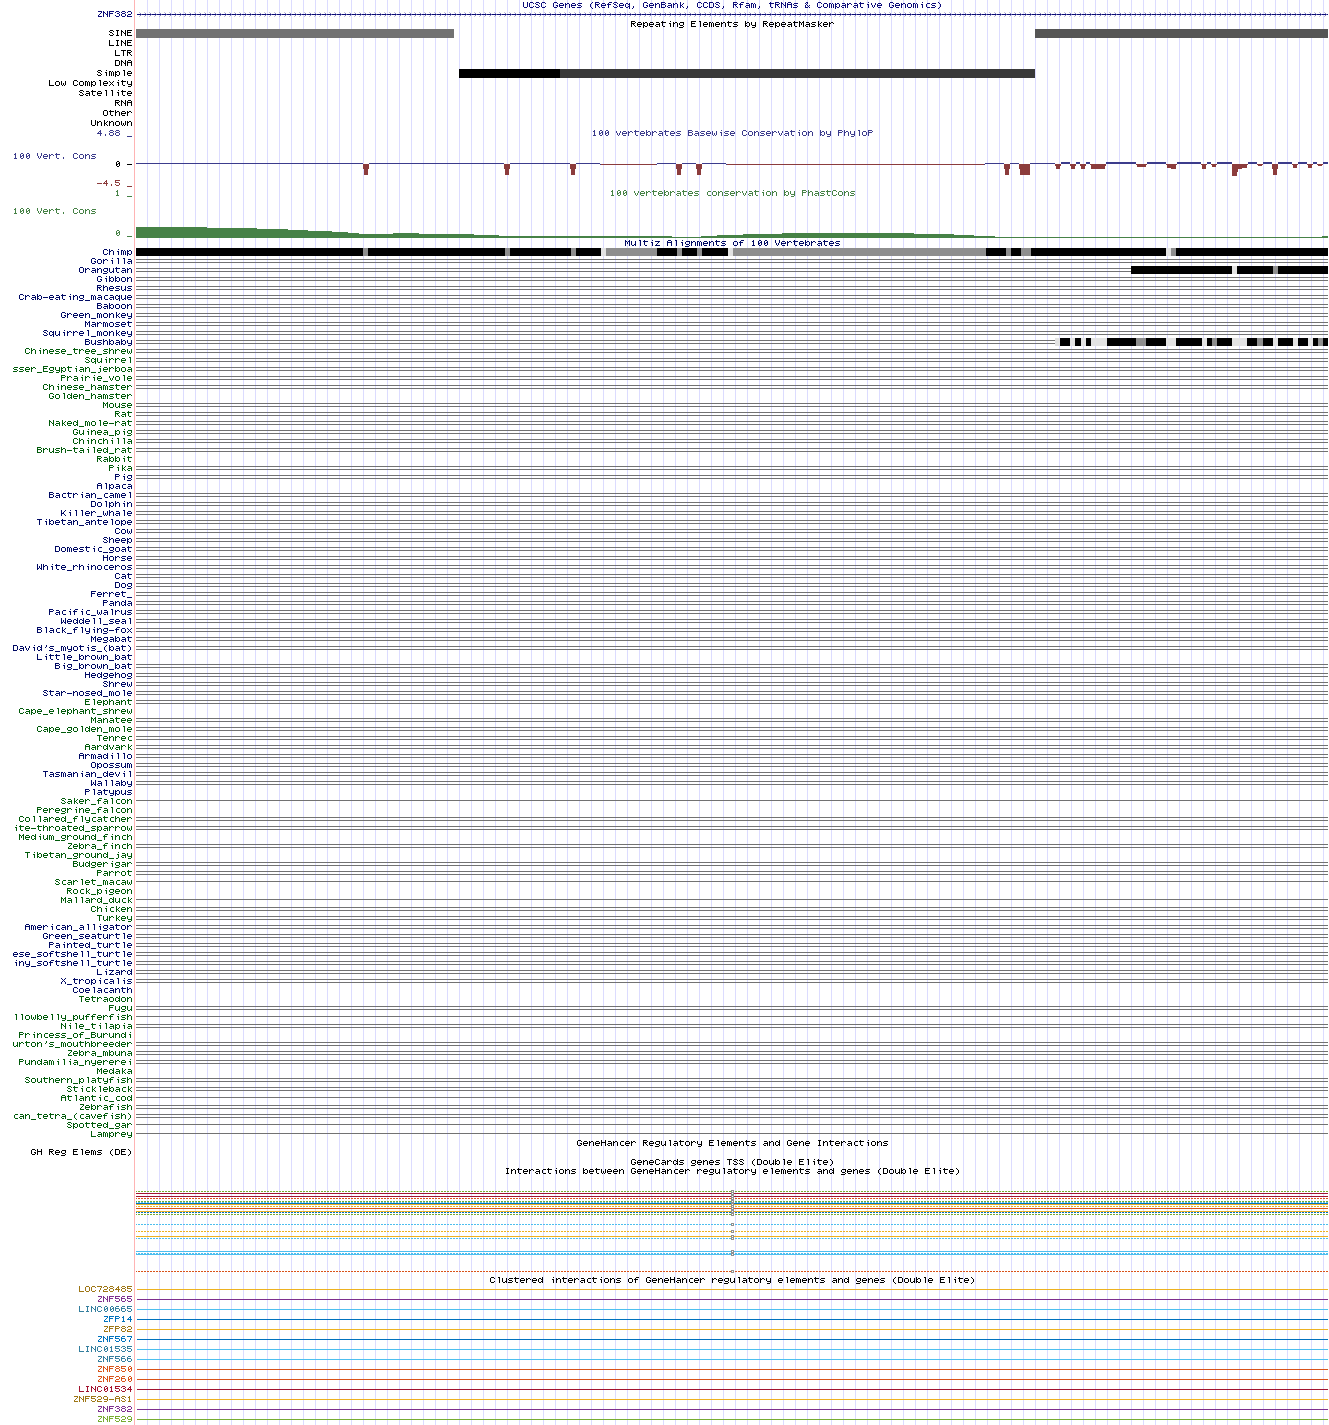 UCSC Genes (RefSeq, GenBank, CCDS, Rfam, tRNAs & Comparative Genomics)
ZNF382
Repeating Elements by RepeatMasker
SINE
LINE
LTR
DNA
Simple
Low Complexity
Satellite
RNA
Other
Unknown
4.88 _
100 vertebrates Basewise Conservation by PhyloP
100 Vert. Cons
0 -
-4.5 _
1 _
100 vertebrates conservation by PhastCons
100 Vert. Cons
0 _
Multiz Alignments of 100 Vertebrates
Chimp
Gorilla
Orangutan
Gibbon
Rhesus
Crab-eating_macaque
Baboon
Green_monkey
Marmoset
Squirrel_monkey
Bushbaby
Chinese_tree_shrew
Squirrel
sser_Egyptian_jerboa
Prairie_vole
Chinese_hamster
Golden_hamster
Mouse
Rat
Naked_mole-rat
Guinea_pig
Chinchilla
Brush-tailed_rat
Rabbit
Pika
Pig
Alpaca
Bactrian_camel
Dolphin
Killer_whale
Tibetan_antelope
Cow
Sheep
Domestic_goat
Horse
White_rhinoceros
Cat
Dog
Ferret_
Panda
Pacific_walrus
Weddell_seal
Black_flying-fox
Megabat
David's_myotis_(bat)
Little_brown_bat
Big_brown_bat
Hedgehog
Shrew
Star-nosed_mole
Elephant
Cape_elephant_shrew
Manatee
Cape_golden_mole
Tenrec
Aardvark
Armadillo
Opossum
Tasmanian_devil
Wallaby
Platypus
Saker_falcon
Peregrine_falcon
Collared_flycatcher
ite-throated_sparrow
Medium_ground_finch
Zebra_finch
Tibetan_ground_jay
Budgerigar
Parrot
Scarlet_macaw
Rock_pigeon
Mallard_duck
Chicken
Turkey
American_alligator
Green_seaturtle
Painted_turtle
ese_softshell_turtle
iny_softshell_turtle
Lizard
X_tropicalis
Coelacanth
Tetraodon
Fugu
llowbelly_pufferfish
Nile_tilapia
Princess_of_Burundi
urton's_mouthbreeder
Zebra_mbuna
Pundamilia_nyererei
Medaka
Southern_platyfish
Stickleback
Atlantic_cod
Zebrafish
can_tetra_(cavefish)
Spotted_gar
Lamprey
GeneHancer Regulatory Elements and Gene Interactions
GH Reg Elems (DE)
GeneCards genes TSS (Double Elite)
Interactions between GeneHancer regulatory elements and genes (Double Elite)
Clustered interactions of GeneHancer regulatory elements and genes (Double Elite)
LOC728485
ZNF565
LINC00665
ZFP14
ZFP82
ZNF567
LINC01535
ZNF566
ZNF850
ZNF260
LINC01534
ZNF529-AS1
ZNF382
ZNF529